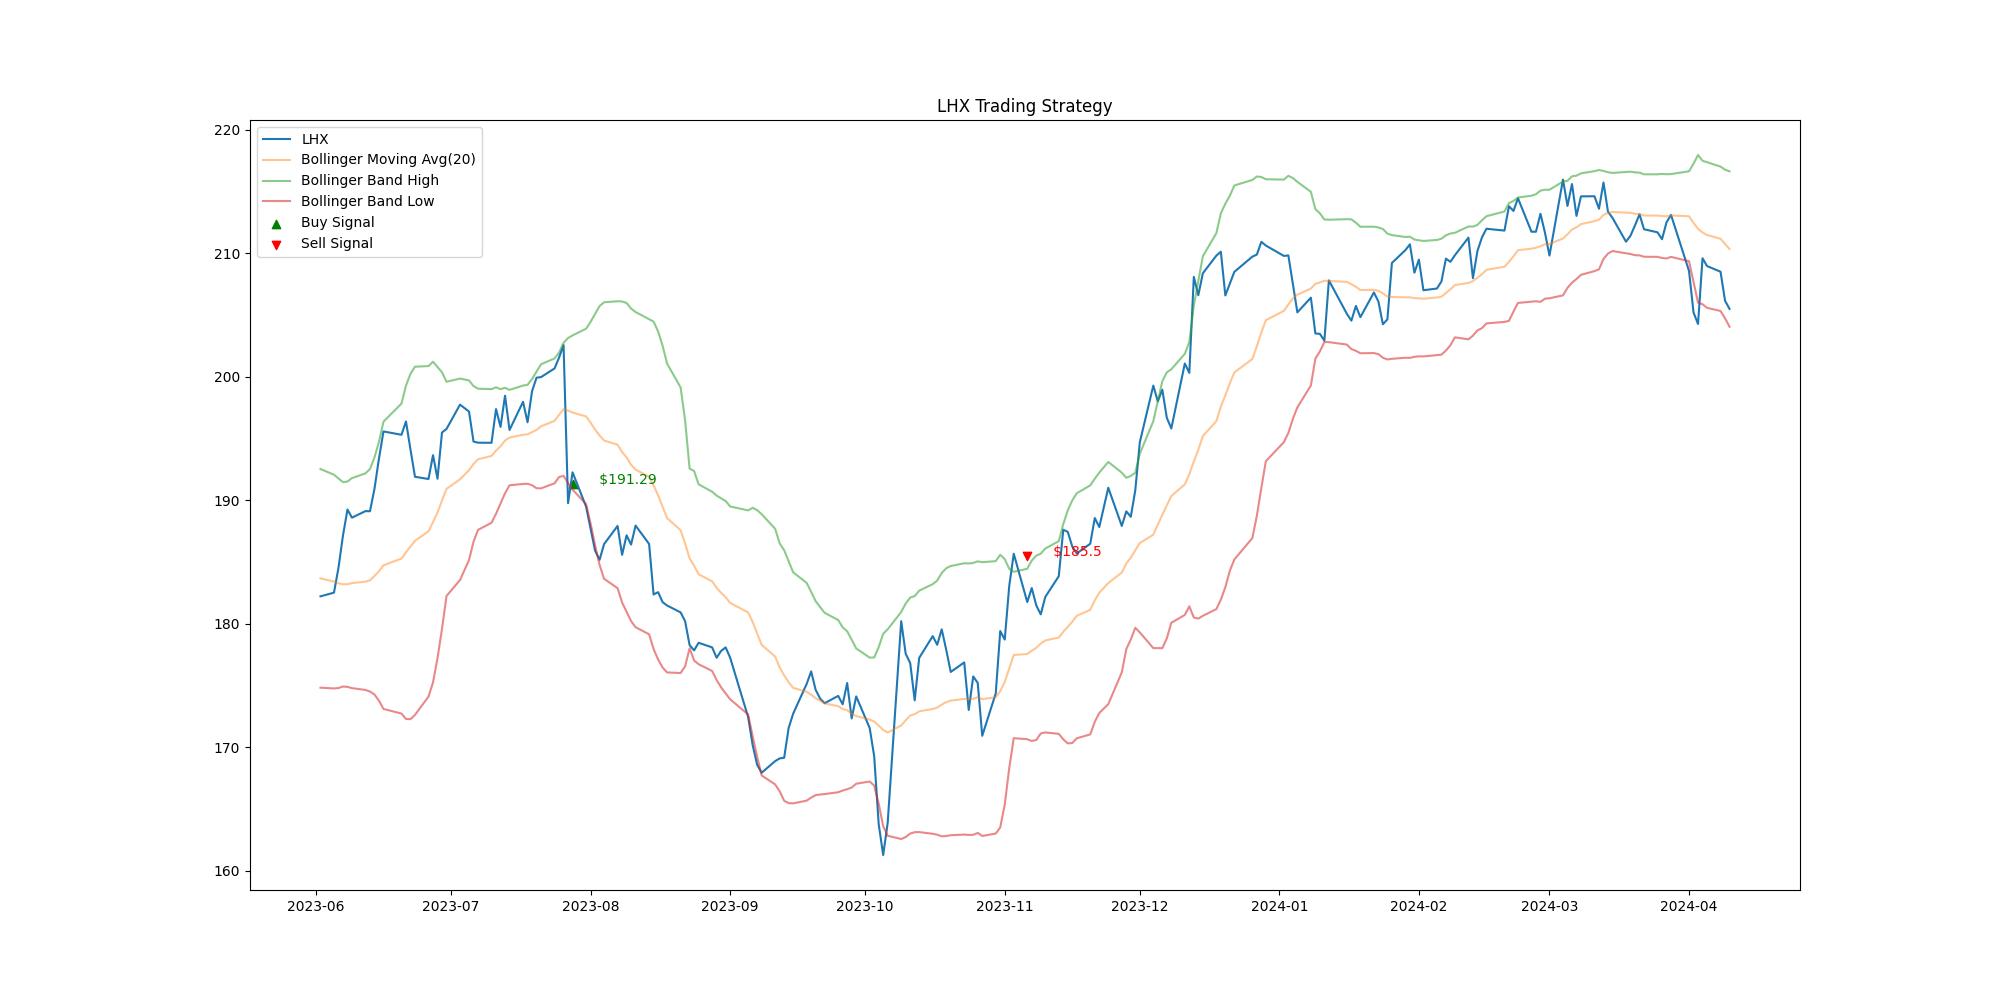 LHX Trading Strategy
220
210
200
190
180
170
160
LHX
Bollinger Moving Avg(20)
Bollinger Band High
Bollinger Band Low
Buy Signal
Sell Signal
$191.29
$185.5
2023-06 2023-07 2023-08 2023-09 2023-10 2023-11 2023-12 2024-01 2024-02 2024-03 2024-04